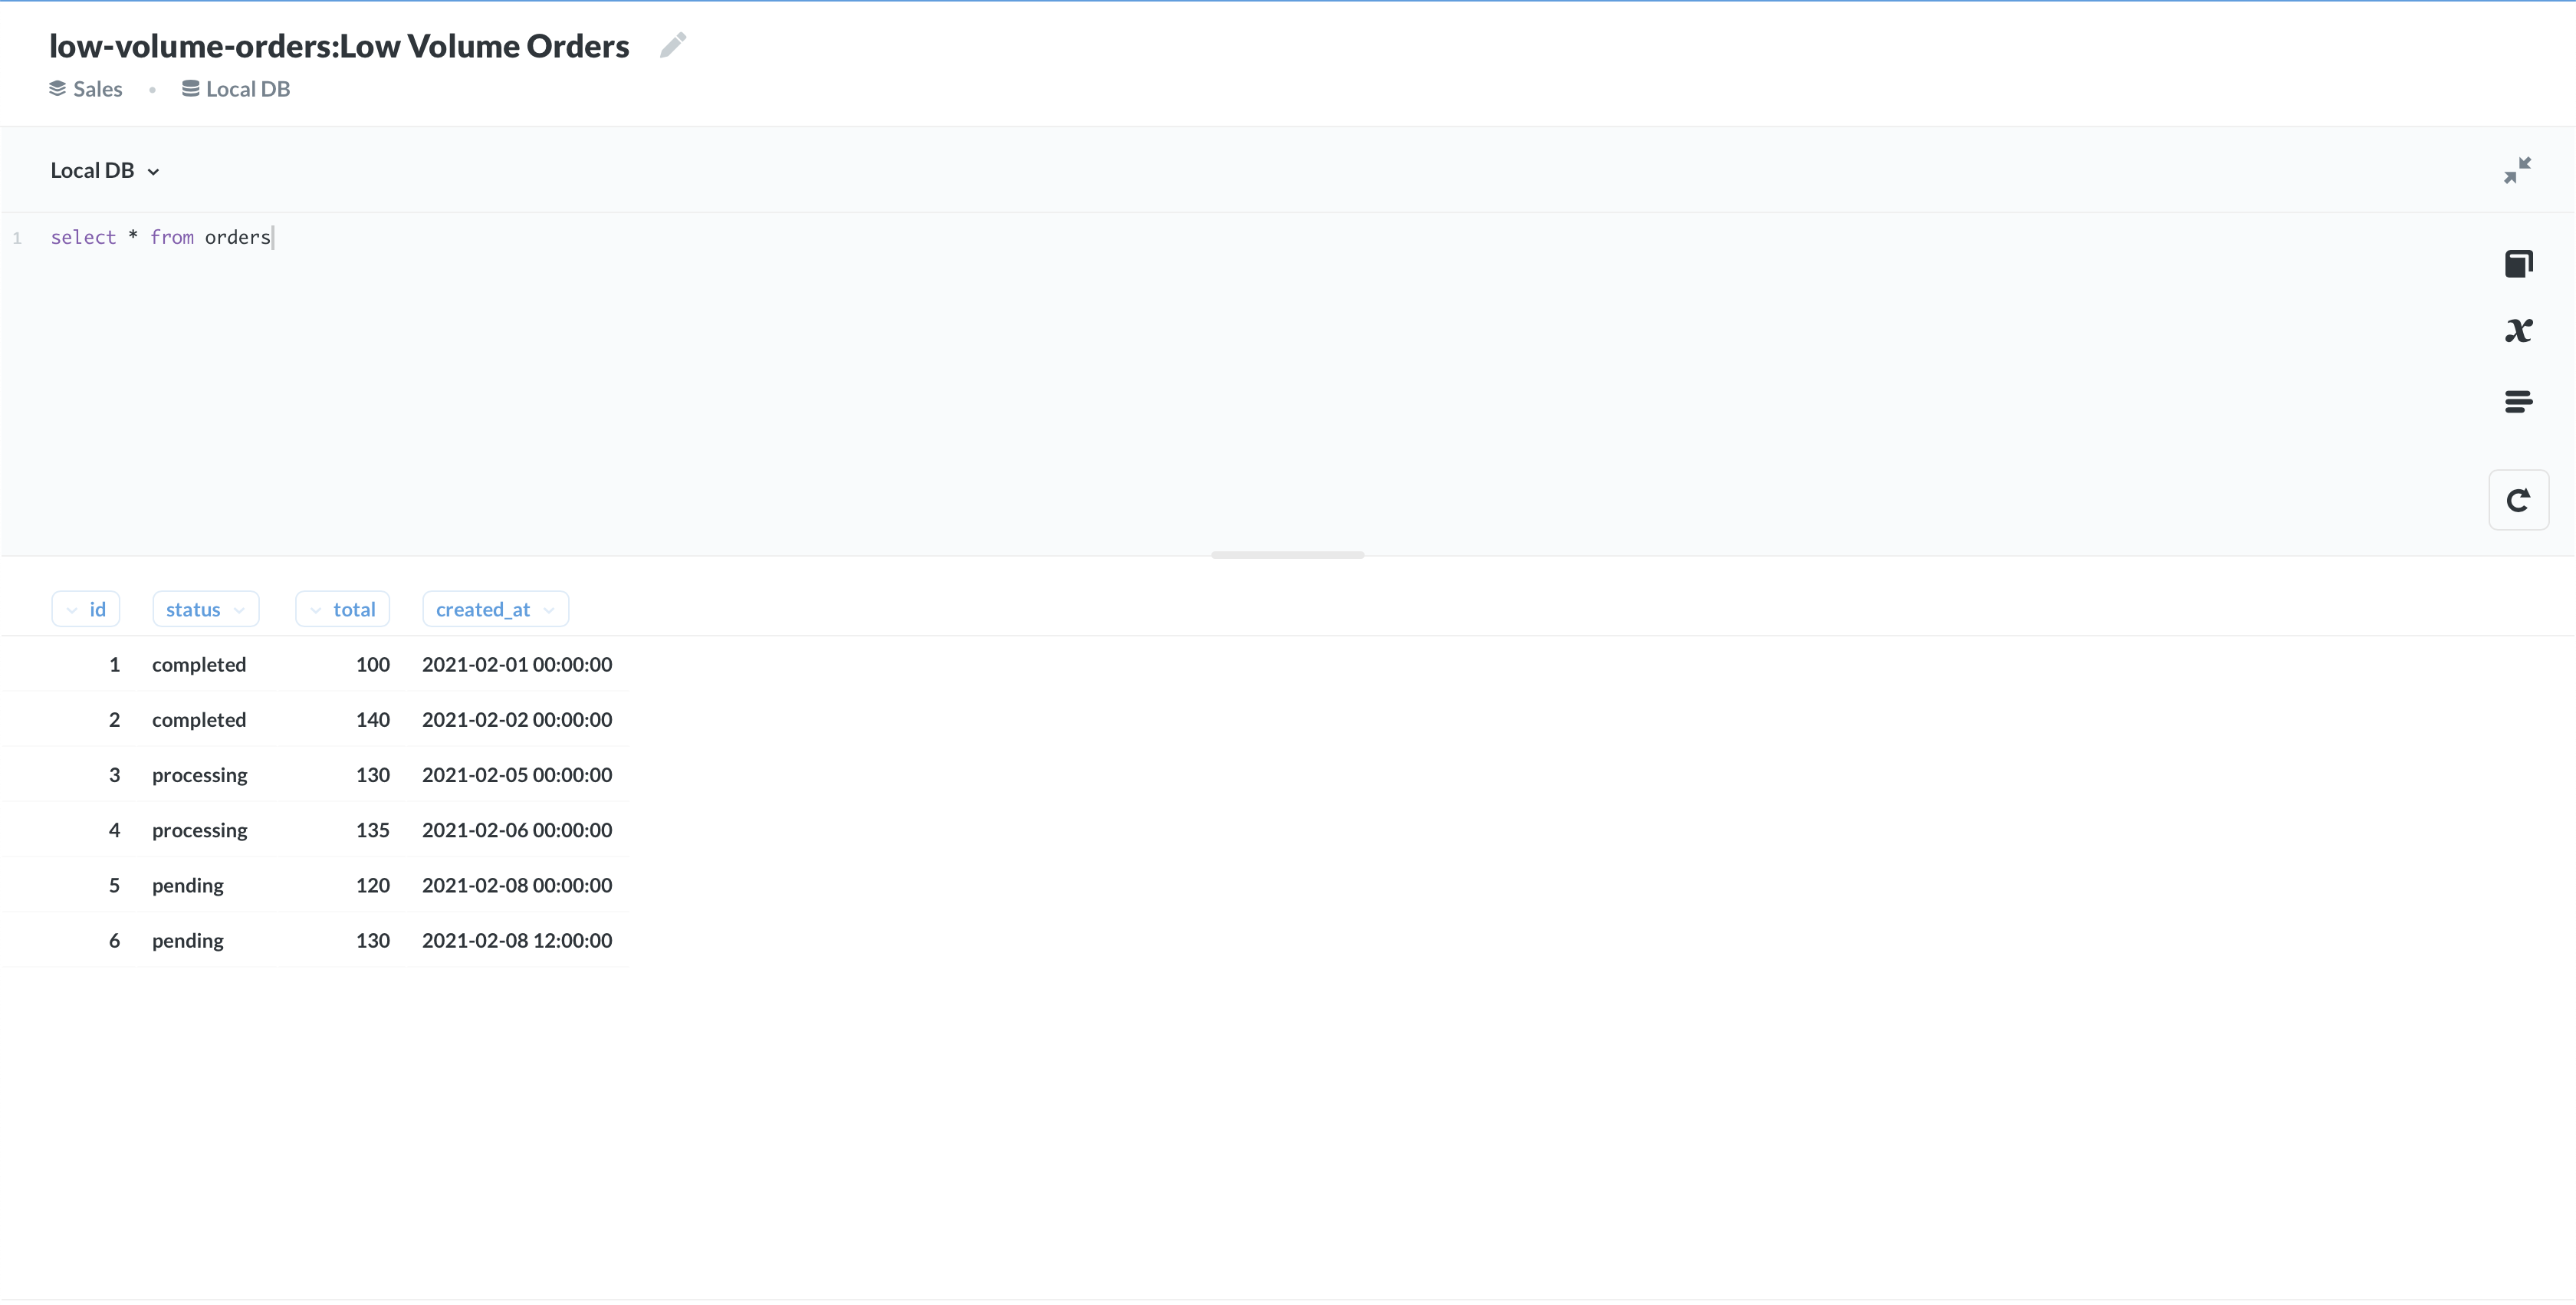 low-volume-orders:Low Volume Orders
Sales • Local DB
Local DB
1 select * from orders
id status total created_at
1 completed 100 2021-02-01 00:00:00
2 completed 140 2021-02-02 00:00:00
3 processing 130 2021-02-05 00:00:00
4 processing 135 2021-02-06 00:00:00
5 pending 120 2021-02-08 00:00:00
6 pending 130 2021-02-08 12:00:00